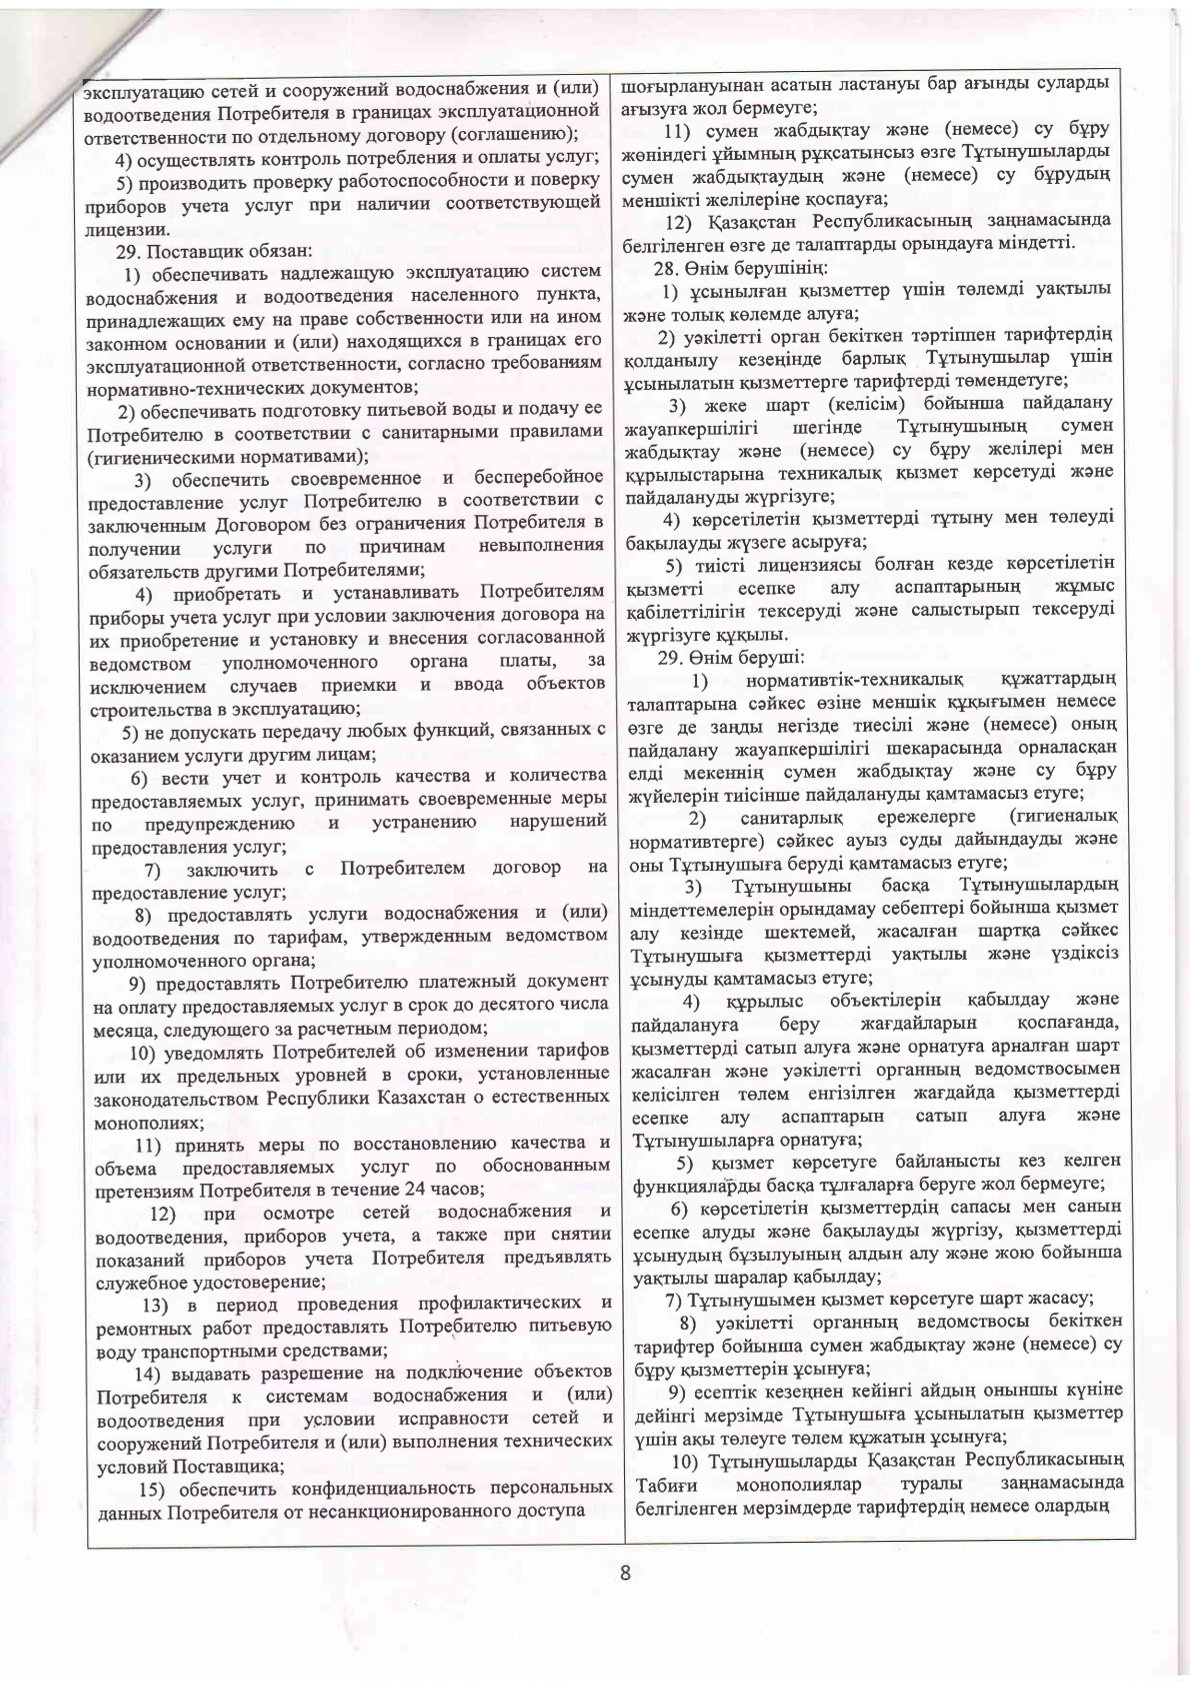 эксплуатацию сетей и сооружений водоснабжения и (или)
водоотведения Потребителя в границах эксплуатационной
ответственности по отдельному договору (соглашению);
4) осуществлять контроль потребления и оплаты услуг;
5) производить проверку работоспособности и поверку
приборов учета услуг при наличии соответствующей
лицензии.
29. Поставщик обязан:
1) обеспечивать надлежащую эксплуатацию систем
водоснабжения и водоотведения населенного пункта,
принадлежащих ему на праве собственности или на ином
законном основании и (или) находящихся в границах его
эксплуатационной ответственности, согласно требованиям
нормативно-технических документов;
2) обеспечивать подготовку питьевой воды и подачу ее
Потребителю в соответствии с санитарными правилами
(гигиеническими нормативами);
3) обеспечить своевременное и бесперебойное
предоставление услуг Потребителю в соответствии с
заключенным Договором без ограничения Потребителя в
получении услуги по причинам невыполнения
обязательств другими Потребителями;
4) приобретать и устанавливать Потребителям
приборы учета услуг при условии заключения договора на
их приобретение и установку и внесения согласованной
ведомством уполномоченного органа платы, за
исключением случаев приемки и ввода объектов
строительства в эксплуатацию;
5) не допускать передачу любых функций, связанных с
оказанием услуги другим лицам;
6) вести учет и контроль качества и количества
предоставляемых услуг, принимать своевременные меры
по предупреждению и устранению нарушений
предоставления услуг;
7) заключить с Потребителем договор на
предоставление услуг;
8) предоставлять услуги водоснабжения и (или)
водоотведения по тарифам, утвержденным ведомством
уполномоченного органа;
9) предоставлять Потребителю платежный документ
на оплату предоставляемых услуг в срок до десятого числа
месяца, следующего за расчетным периодом;
10) уведомлять Потребителей об изменении тарифов
или их предельных уровней в сроки, установленные
законодательством Республики Казахстан о естественных
монополиях;
11) принять меры по восстановлению качества и
объема предоставляемых услуг по обоснованным
претензиям Потребителя в течение 24 часов;
12) при осмотре сетей водоснабжения и
водоотведения, приборов учета, а также при снятии
показаний приборов учета Потребителя предъявлять
служебное удостоверение;
13) в период проведения профилактических и
ремонтных работ предоставлять Потребителю питьевую
воду транспортными средствами;
14) выдавать разрешение на подключение объектов
Потребителя к системам водоснабжения и (или)
водоотведения при условии исправности сетей и
сооружений Потребителя и (или) выполнения технических
условий Поставщика;
15) обеспечить конфиденциальность персональных
данных Потребителя от несанкционированного доступа
шоғырлануынан асатын ластануы бар ағынды суларды
ағызуға жол бермеуге;
11) сумен жабдықтау және (немесе) су бұру
жөніндегі ұйымның рұқсатынсыз өзге Тұтынушыларды
сумен жабдықтаудың және (немесе) су бұрудың
меншікті желілеріне қоспауға;
12) Қазақстан Республикасының заңнамасында
белгіленген өзге де талаптарды орындауға міндетті.
28. Өнім берушінің:
1) ұсынылған қызметтер үшін төлемді уақтылы
және толық көлемде алуға;
2) уәкілетті орган бекіткен тәртіппен тарифтердің
қолданылу кезеңінде барлық Тұтынушылар үшін
ұсынылатын қызметтерге тарифтерді төмендетуге;
3) жеке шарт (келісім) бойынша пайдалану
жауапкершілігі шегінде Тұтынушының сумен
жабдықтау және (немесе) су бұру желілері мен
құрылыстарына техникалық қызмет көрсетуді және
пайдалануды жүргізуге;
4) көрсетілетін қызметтерді тұтыну мен төлеуді
бақылауды жүзеге асыруға;
5) тиісті лицензиясы болған кезде көрсетілетін
қызметті есепке алу аспаптарының жұмыс
қабілеттілігін тексеруді және салыстырып тексеруді
жүргізуге құқылы.
29. Өнім беруші:
1) нормативтік-техникалық құжаттардың
талаптарына сәйкес өзіне меншік құқығымен немесе
өзге де заңды негізде тиесілі және (немесе) оның
пайдалану жауапкершілігі шекарасында орналасқан
елді мекеннің сумен жабдықтау және су бұру
жүйелерін тиісінше пайдалануды қамтамасыз етуге;
2) санитарлық ережелерге (гигиеналық
нормативтерге) сәйкес ауыз суды дайындауды және
оны Тұтынушыға беруді қамтамасыз етуге;
3) Тұтынушыны басқа Тұтынушылардың
міндеттемелерін орындамау себептері бойынша қызмет
алу кезінде шектемей, жасалған шартқа сәйкес
Тұтынушыға қызметтерді уақтылы және үздіксіз
ұсынуды қамтамасыз етуге;
4) құрылыс объектілерін қабылдау және
пайдалануға беру жағдайларын қоспағанда,
қызметтерді сатып алуға және орнатуға арналған шарт
жасалған және уәкілетті органның ведомствосымен
келісілген төлем енгізілген жағдайда қызметтерді
есепке алу аспаптарын сатып алуға және
Тұтынушыларға орнатуға;
5) қызмет көрсетуге байланысты кез келген
функцияларды басқа тұлғаларға беруге жол бермеуге;
6) көрсетілетін қызметтердің сапасы мен санын
есепке алуды және бақылауды жүргізу, қызметтерді
ұсынудың бұзылуының алдын алу және жою бойынша
уақтылы шаралар қабылдау;
7) Тұтынушымен қызмет көрсетуге шарт жасасу;
8) уәкілетті органның ведомствосы бекіткен
тарифтер бойынша сумен жабдықтау және (немесе) су
бұру қызметтерін ұсынуға;
9) есептік кезеңнен кейінгі айдың оныншы күніне
дейінгі мерзімде Тұтынушыға ұсынылатын қызметтер
үшін ақы төлеуге төлем құжатын ұсынуға;
10) Тұтынушыларды Қазақстан Республикасының
Табиғи монополиялар туралы заңнамасында
белгіленген мерзімдерде тарифтердің немесе олардың
8